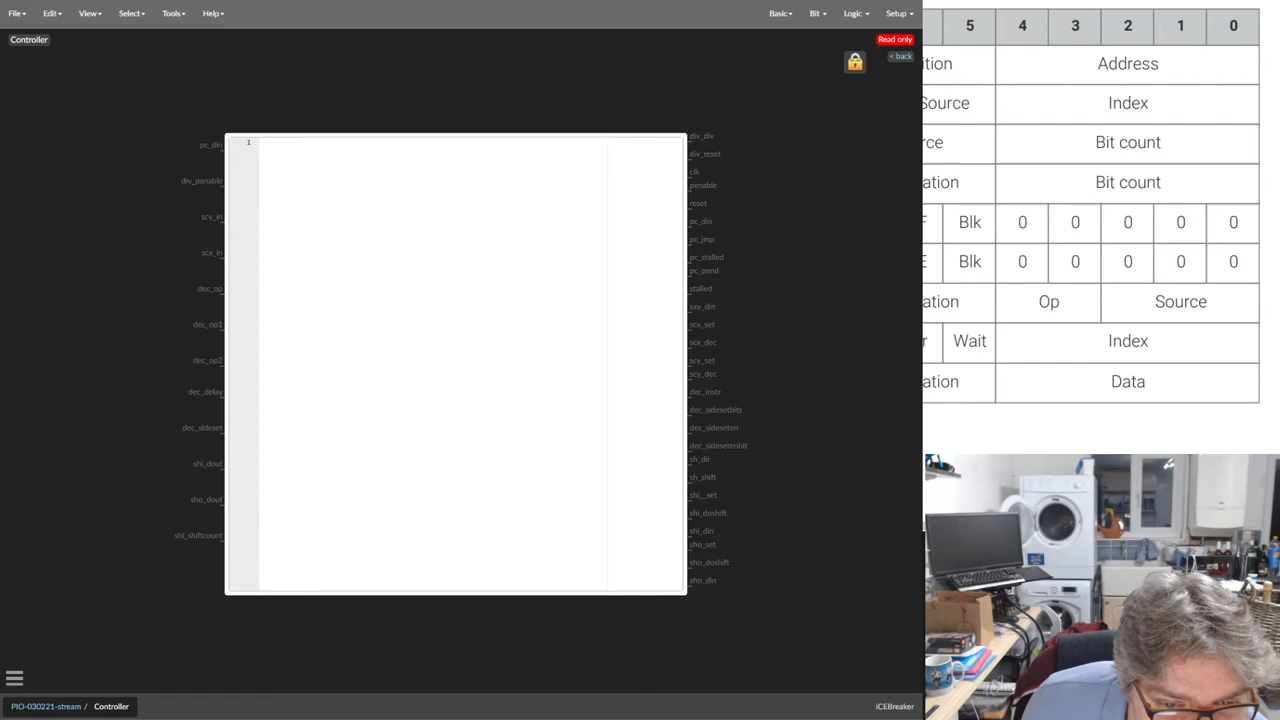 File Edit View Select Tools Help Basic Bit Logic Setup
Controller
Read only
< back
1
pc_din
div_penable
scy_in
scx_in
dec_op
dec_op1
dec_op2
dec_delay
dec_sideset
shi_dout
sho_dout
shi_shiftcount
div_div
div_reset
clk
penable
reset
pc_din
pc_jmp
pc_stalled
pc_pend
stalled
sxy_din
scx_set
scx_dec
scy_set
scy_dec
dec_instr
dec_sidesetbits
dec_sideseten
dec_sidesetenbit
sh_dir
sh_shift
shi__set
shi_doshift
shi_din
sho_set
sho_doshift
sho_din
PIO-030221-stream / Controller
iCEBreaker
5 4 3 2 1 0
ition Address
Source Index
rce Bit count
ation Bit count
F Blk 0 0 0 0 0
E Blk 0 0 0 0 0
ation Op Source
r Wait Index
ation Data